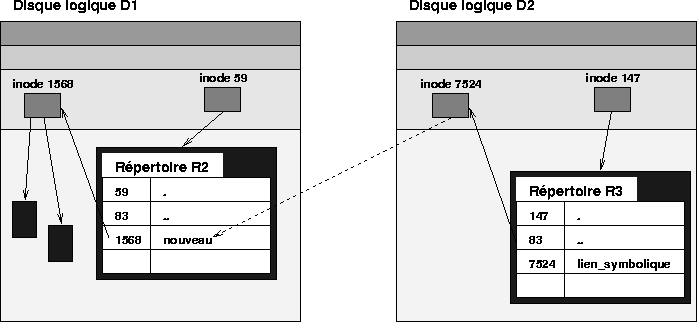 Disque logique D1
Disque logique D2
inode 1568
inode 59
inode 7524
inode 147
Répertoire R2
59 .
83 ..
1568 nouveau
Répertoire R3
147 .
83 ..
7524 lien_symbolique